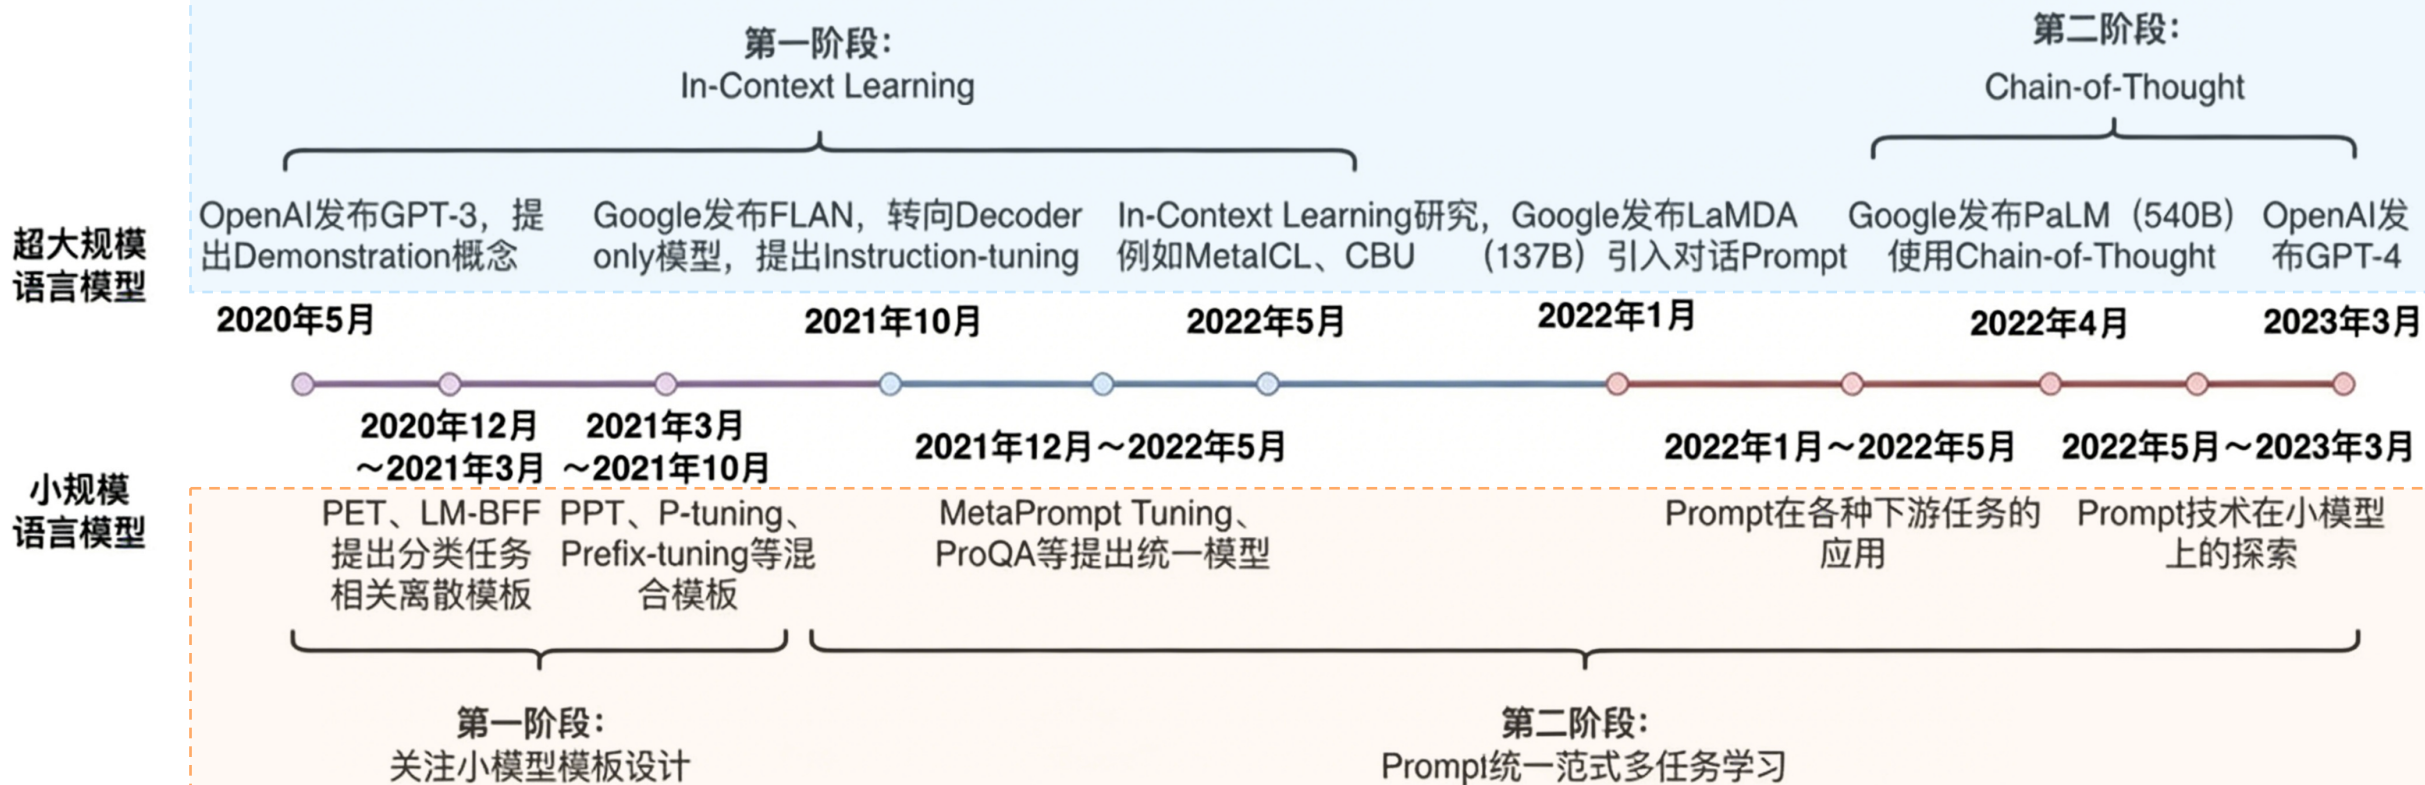 第一阶段：
In-Context Learning
第二阶段：
Chain-of-Thought
超大规模
语言模型
OpenAI发布GPT-3，提
出Demonstration概念
Google发布FLAN，转向Decoder
only模型，提出Instruction-tuning
In-Context Learning研究，
例如MetaICL、CBU
Google发布LaMDA
（137B）引入对话Prompt
Google发布PaLM（540B）
使用Chain-of-Thought
OpenAI发
布GPT-4
2020年5月
2021年10月
2022年5月
2022年1月
2022年4月
2023年3月
2020年12月
～2021年3月
2021年3月
～2021年10月
2021年12月～2022年5月
2022年1月～2022年5月
2022年5月～2023年3月
小规模
语言模型
PET、LM-BFF
提出分类任务
相关离散模板
PPT、P-tuning、
Prefix-tuning等混
合模板
MetaPrompt Tuning、
ProQA等提出统一模型
Prompt在各种下游任务的
应用
Prompt技术在小模型
上的探索
第一阶段：
关注小模型模板设计
第二阶段：
Prompt统一范式多任务学习